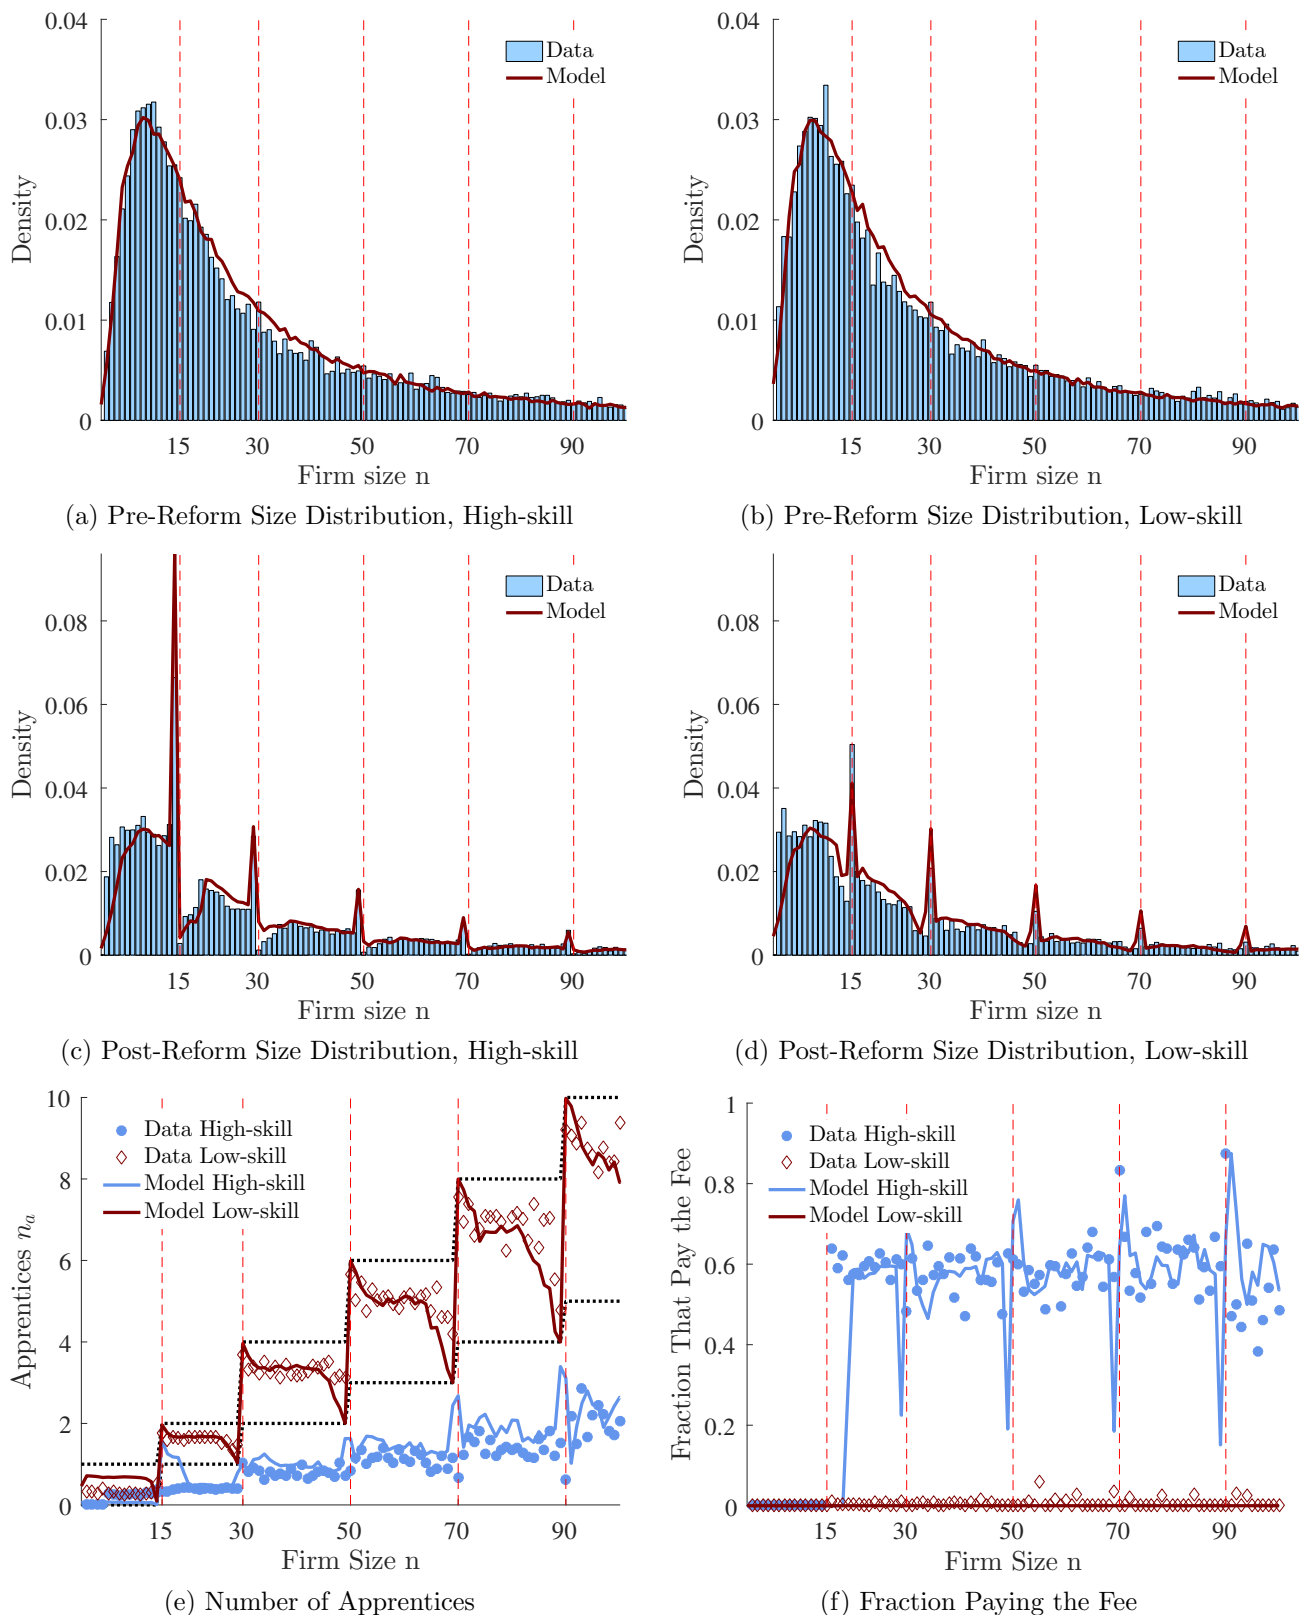 0.04
0.03
0.02
0.01
0
Density
Data
Model
15 30 50 70 90
Firm size n
(a) Pre-Reform Size Distribution, High-skill
0.04
0.03
0.02
0.01
0
Density
Data
Model
15 30 50 70 90
Firm size n
(b) Pre-Reform Size Distribution, Low-skill
0.08
0.06
0.04
0.02
0
Density
Data
Model
15 30 50 70 90
Firm size n
(c) Post-Reform Size Distribution, High-skill
0.08
0.06
0.04
0.02
0
Density
Data
Model
15 30 50 70 90
Firm size n
(d) Post-Reform Size Distribution, Low-skill
10
8
6
4
2
0
Apprentices n_a
Data High-skill
Data Low-skill
Model High-skill
Model Low-skill
15 30 50 70 90
Firm Size n
(e) Number of Apprentices
1
0.8
0.6
0.4
0.2
0
Fraction That Pay the Fee
Data High-skill
Data Low-skill
Model High-skill
Model Low-skill
15 30 50 70 90
Firm Size n
(f) Fraction Paying the Fee